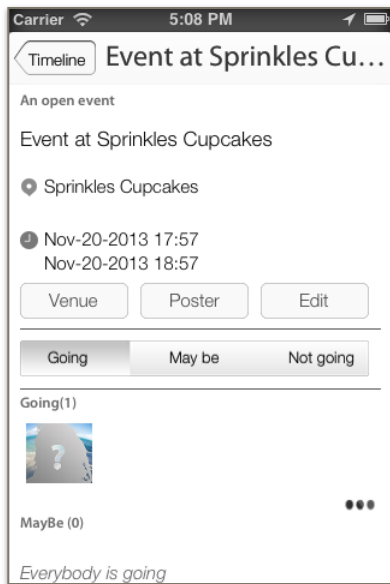 Carrier 5:08 PM
Timeline Event at Sprinkles Cu...
An open event
Event at Sprinkles Cupcakes
Sprinkles Cupcakes
Nov-20-2013 17:57
Nov-20-2013 18:57
Venue Poster Edit
Going May be Not going
Going(1)
?
MayBe (0)
Everybody is going